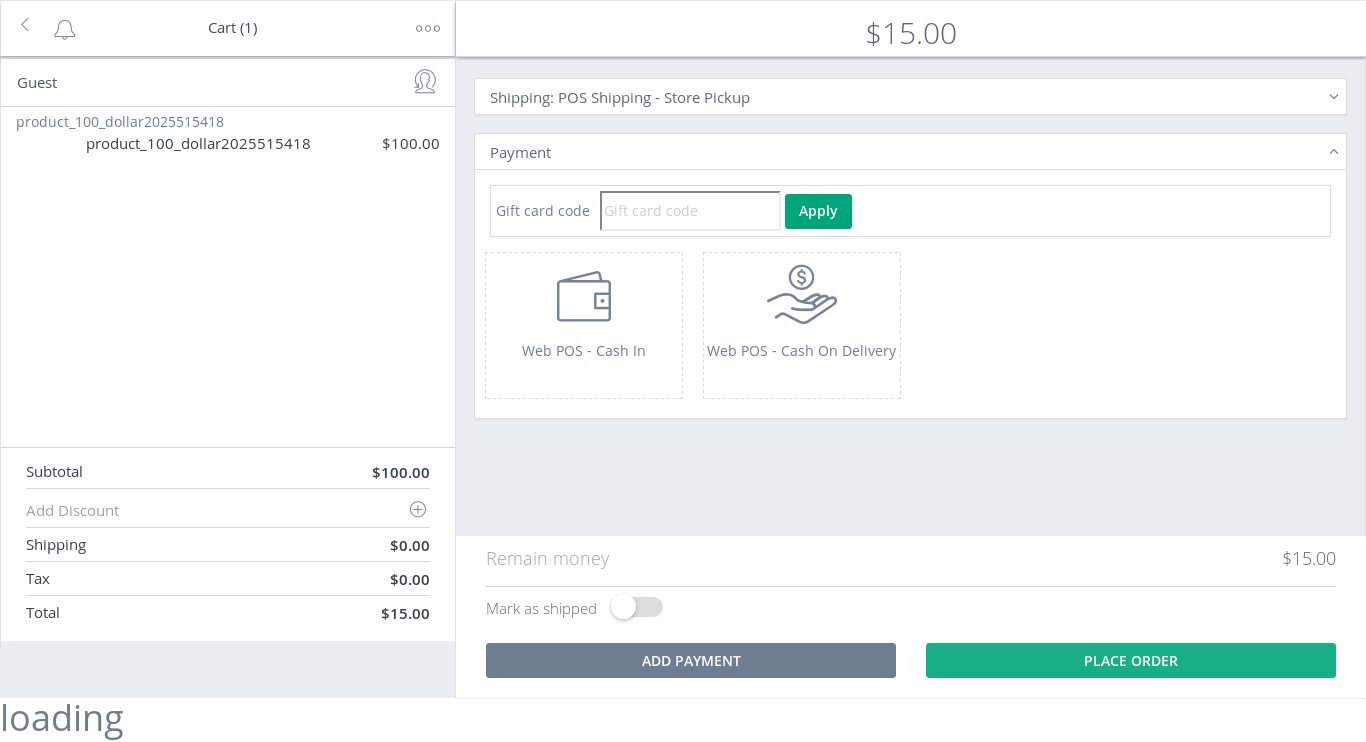 Cart (1)
$15.00
Guest
product_100_dollar2025515418
product_100_dollar2025515418 $100.00
Subtotal $100.00
Add Discount
Shipping $0.00
Tax $0.00
Total $15.00
Shipping: POS Shipping - Store Pickup
Payment
Gift card code Gift card code Apply
Web POS - Cash In
Web POS - Cash On Delivery
Remain money $15.00
Mark as shipped
ADD PAYMENT PLACE ORDER
loading